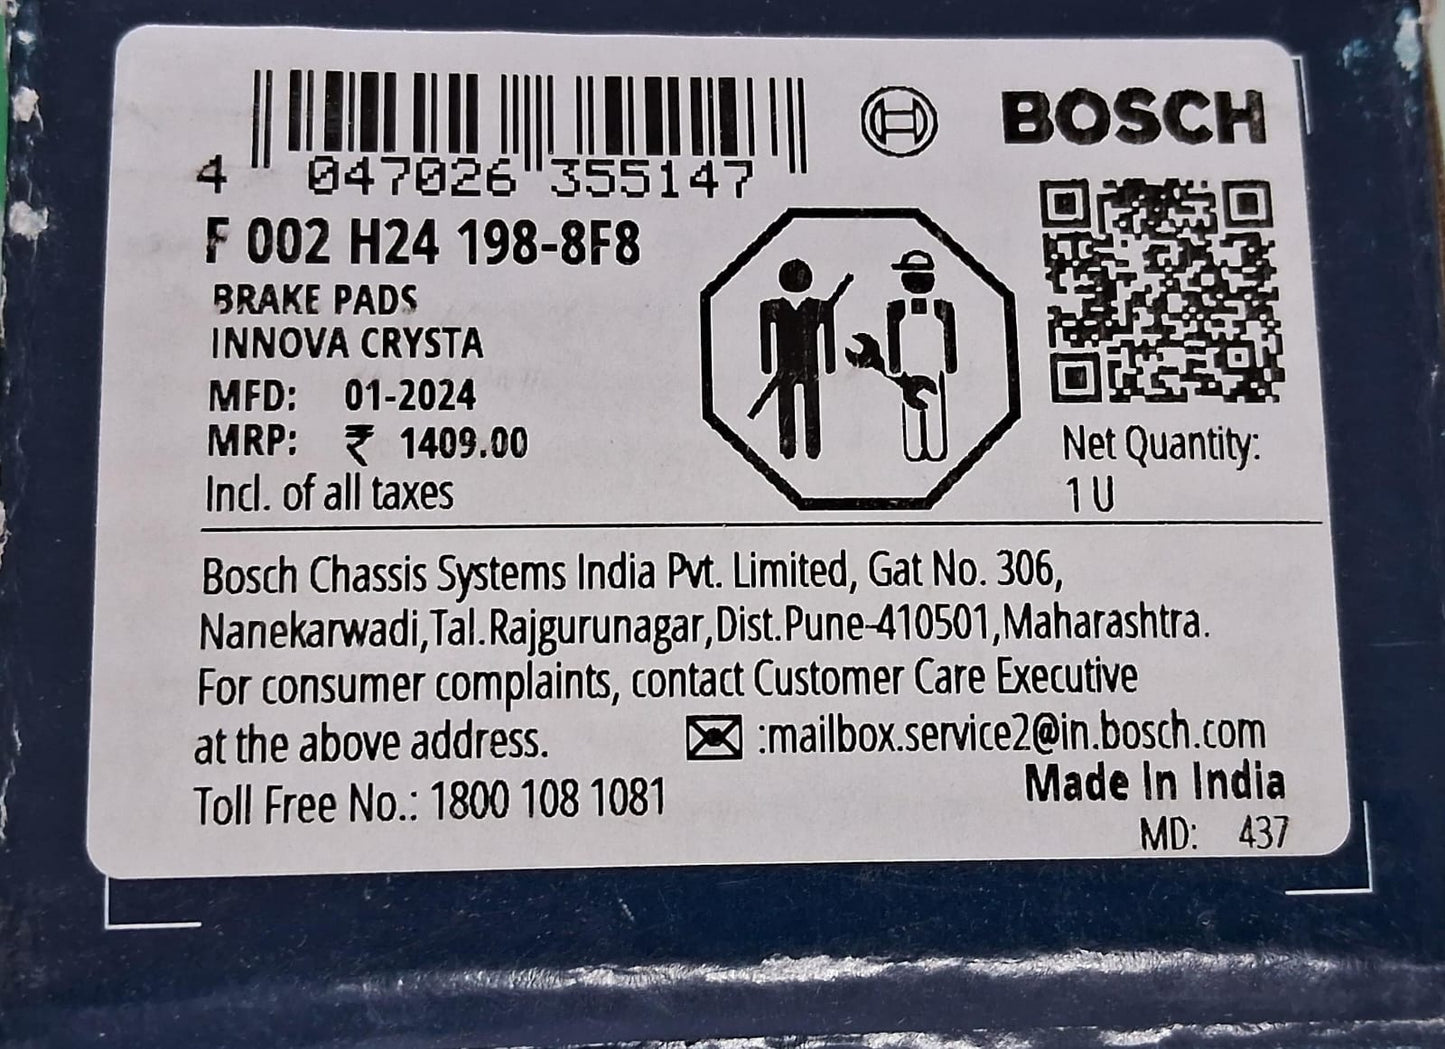 BOSCH
4 047026 355147
F 002 H24 198-8F8
BRAKE PADS
INNOVA CRYSTA
MFD: 01-2024
MRP: ₹ 1409.00
Incl. of all taxes
Net Quantity:
1 U
Bosch Chassis Systems India Pvt. Limited, Gat No. 306,
Nanekarwadi,Tal.Rajgurunagar,Dist.Pune-410501,Maharashtra.
For consumer complaints, contact Customer Care Executive
at the above address. :mailbox.service2@in.bosch.com
Toll Free No.: 1800 108 1081
Made In India
MD: 437